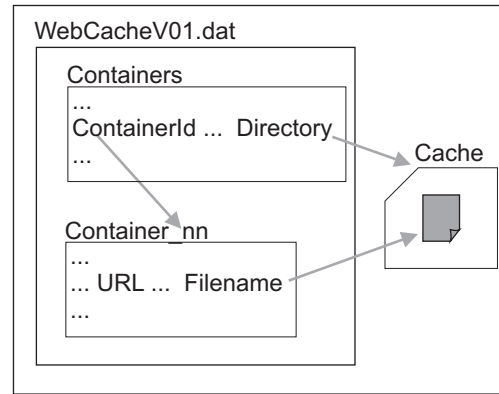 WebCacheV01.dat
Containers
...
ContainerId ... Directory
...
Cache
Container_nn
...
... URL ... Filename
...